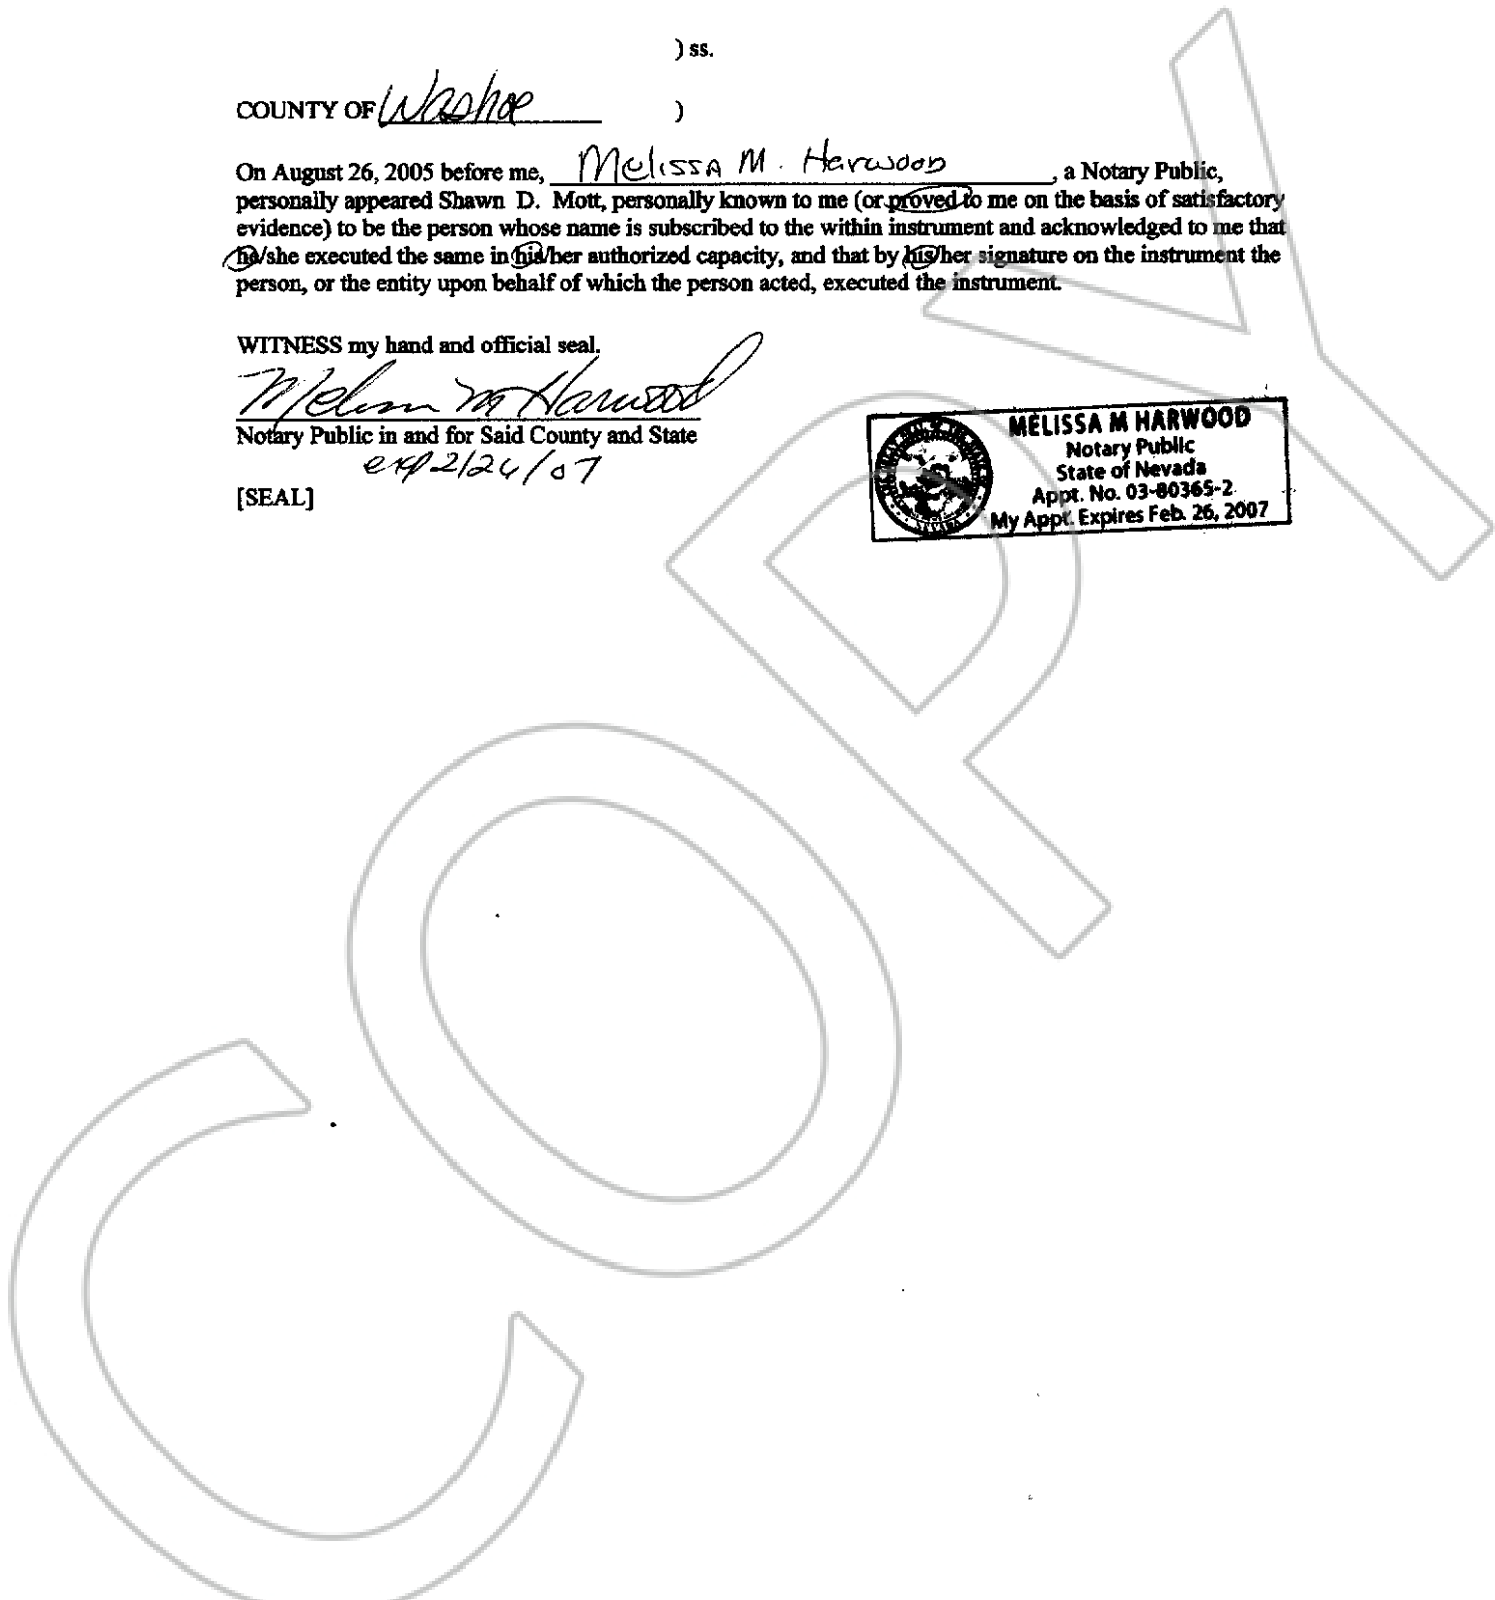 ) ss.
COUNTY OF Washoe )
On August 26, 2005 before me, Melissa M. Harwood, a Notary Public,
personally appeared Shawn D. Mott, personally known to me (or proved to me on the basis of satisfactory
evidence) to be the person whose name is subscribed to the within instrument and acknowledged to me that
he/she executed the same in his/her authorized capacity, and that by his/her signature on the instrument the
person, or the entity upon behalf of which the person acted, executed the instrument.
WITNESS my hand and official seal.
Melissa M Harwood
Notary Public in and for Said County and State
exp 2/26/07
[SEAL]
MELISSA M HARWOOD
Notary Public
State of Nevada
Appt. No. 03-80365-2
My Appt. Expires Feb. 26, 2007
COPY